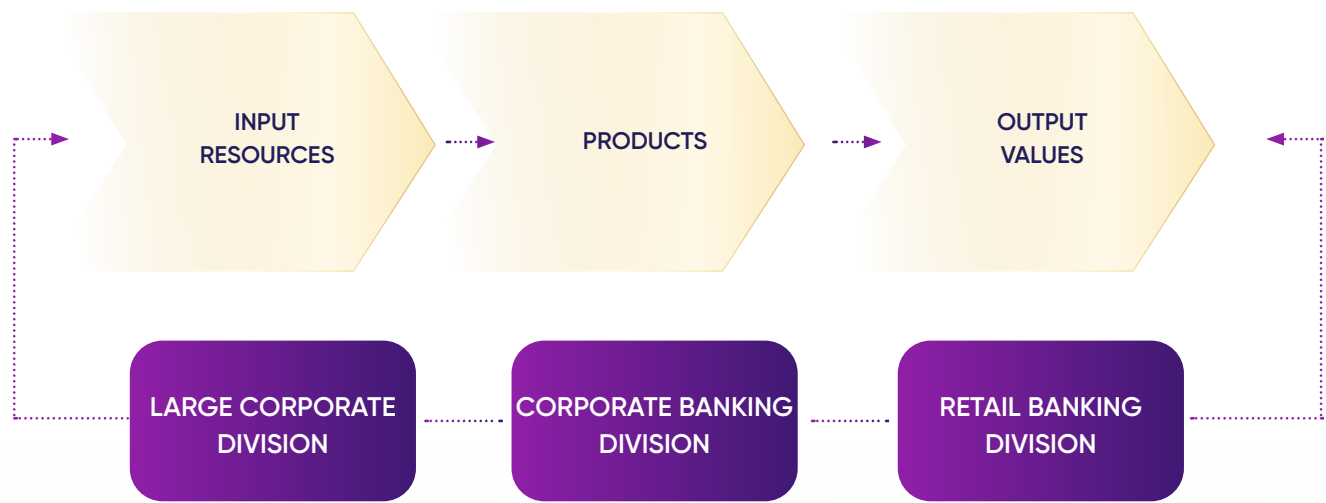 INPUT
RESOURCES
PRODUCTS
OUTPUT
VALUES
LARGE CORPORATE
DIVISION
CORPORATE BANKING
DIVISION
RETAIL BANKING
DIVISION